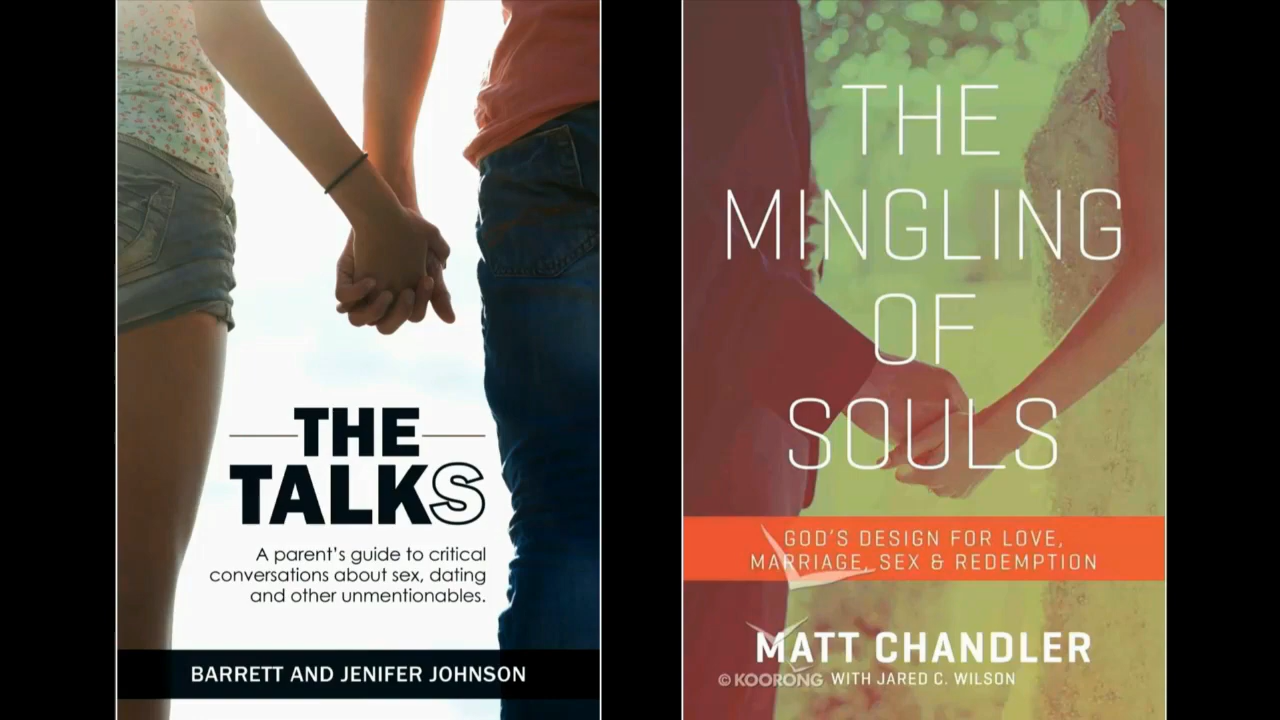 THE
TALKS
A parent's guide to critical
conversations about sex, dating
and other unmentionables.
BARRETT AND JENIFER JOHNSON
THE
MINGLING
OF
SOULS
GOD'S DESIGN FOR LOVE,
MARRIAGE, SEX & REDEMPTION
MATT CHANDLER
© KOORONG
WITH JARED C. WILSON